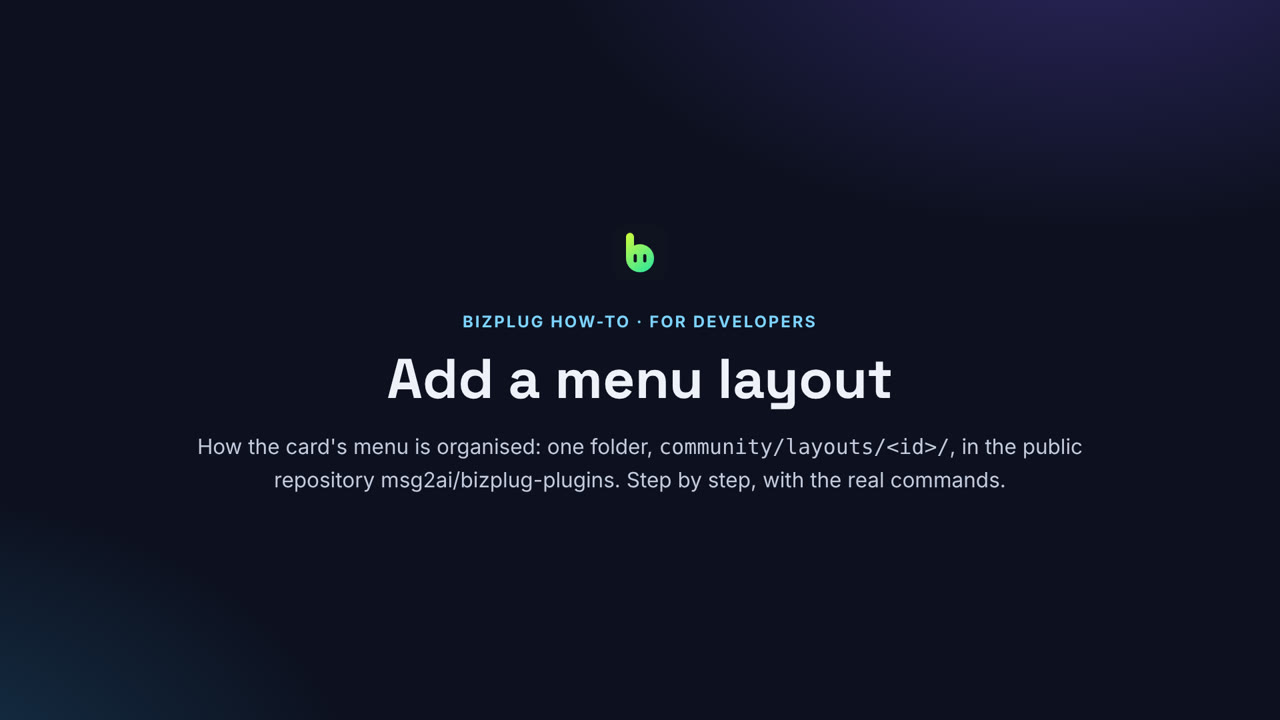 BIZPLUG HOW-TO · FOR DEVELOPERS
Add a menu layout
How the card's menu is organised: one folder, community/layouts/<id>/, in the public
repository msg2ai/bizplug-plugins. Step by step, with the real commands.